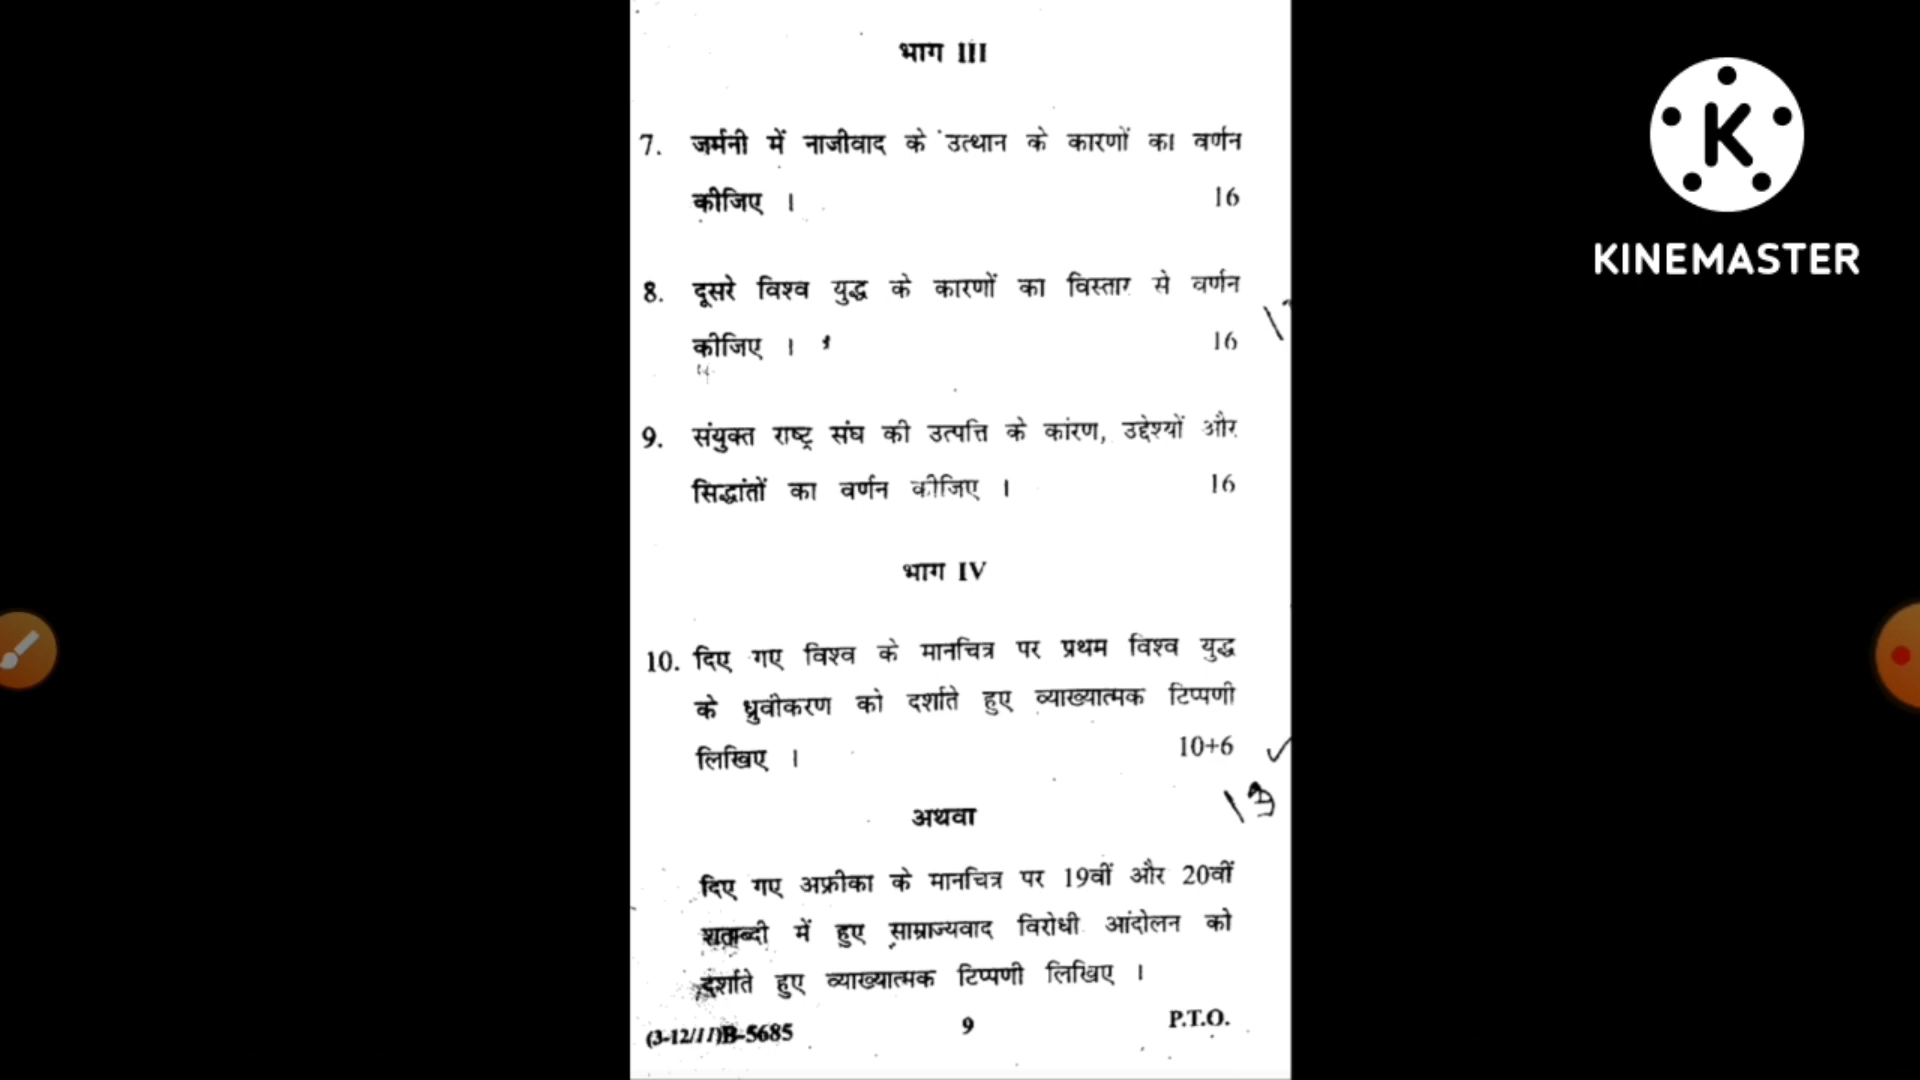 भाग III
7. जर्मनी में नाजीवाद के उत्थान के कारणों का वर्णन
कीजिए । 16
8. दूसरे विश्व युद्ध के कारणों का विस्तार से वर्णन
कीजिए । 16
9. संयुक्त राष्ट्र संघ की उत्पत्ति के कारण, उद्देश्यों और
सिद्धांतों का वर्णन कीजिए । 16
भाग IV
10. दिए गए विश्व के मानचित्र पर प्रथम विश्व युद्ध
के ध्रुवीकरण को दर्शाते हुए व्याख्यात्मक टिप्पणी
लिखिए । 10+6
अथवा
दिए गए अफ्रीका के मानचित्र पर 19वीं और 20वीं
शताब्दी में हुए साम्राज्यवाद विरोधी आंदोलन को
दर्शाते हुए व्याख्यात्मक टिप्पणी लिखिए ।
(3-12/11)B-5685 9 P.T.O.
K
KINEMASTER